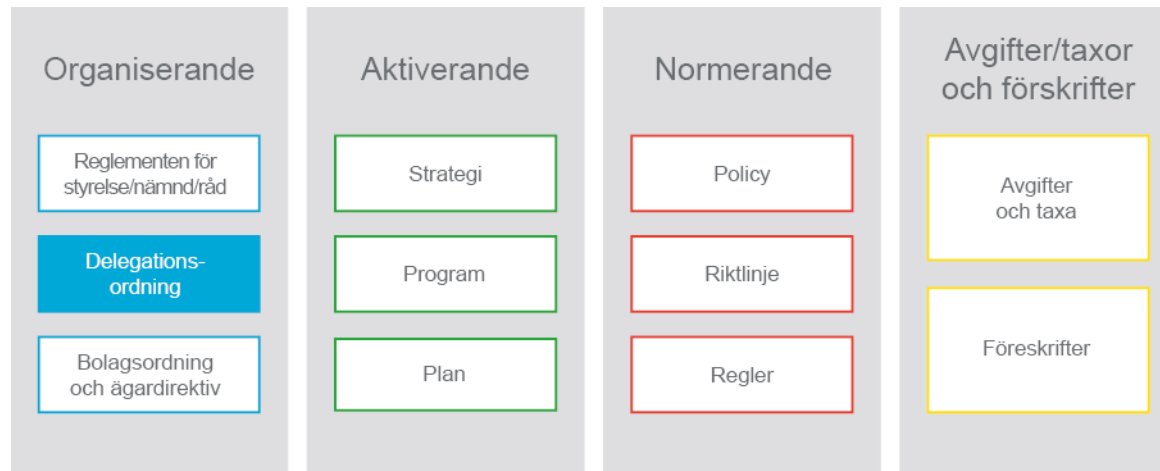 Organiserande
Reglementen för
styrelse/nämnd/råd
Delegations-
ordning
Bolagsordning
och ägardirektiv
Aktiverande
Strategi
Program
Plan
Normerande
Policy
Riktlinje
Regler
Avgifter/taxor
och förskrifter
Avgifter
och taxa
Föreskrifter